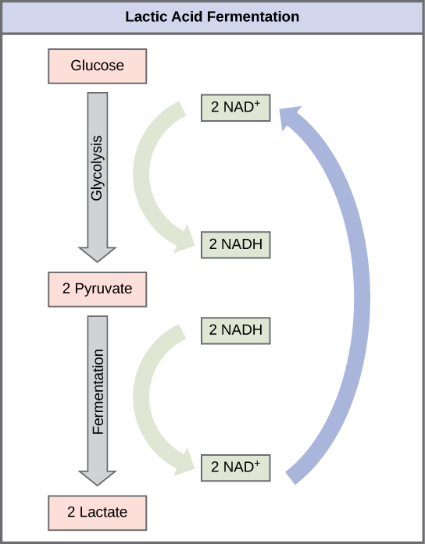 Lactic Acid Fermentation
Glucose
2 NAD⁺
Glycolysis
2 NADH
2 Pyruvate
2 NADH
Fermentation
2 NAD⁺
2 Lactate